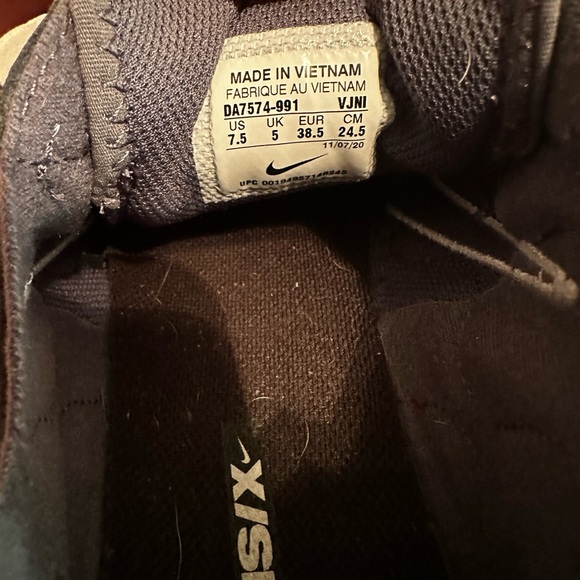 MADE IN VIETNAM
FABRIQUE AU VIETNAM
DA7574-991 VJNI
US UK EUR CM
7.5 5 38.5 24.5
11/07/20
UPC